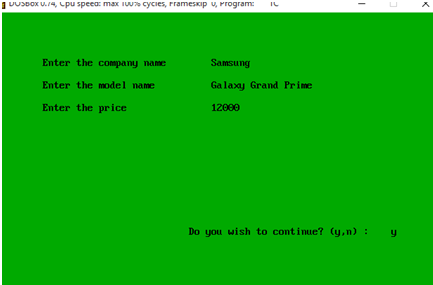 DOSBox 0.74, Cpu speed: max 100% cycles, Frameskip 0, Program: TC
Enter the company name Samsung
Enter the model name Galaxy Grand Prime
Enter the price 12000
Do you wish to continue? (y,n) : y